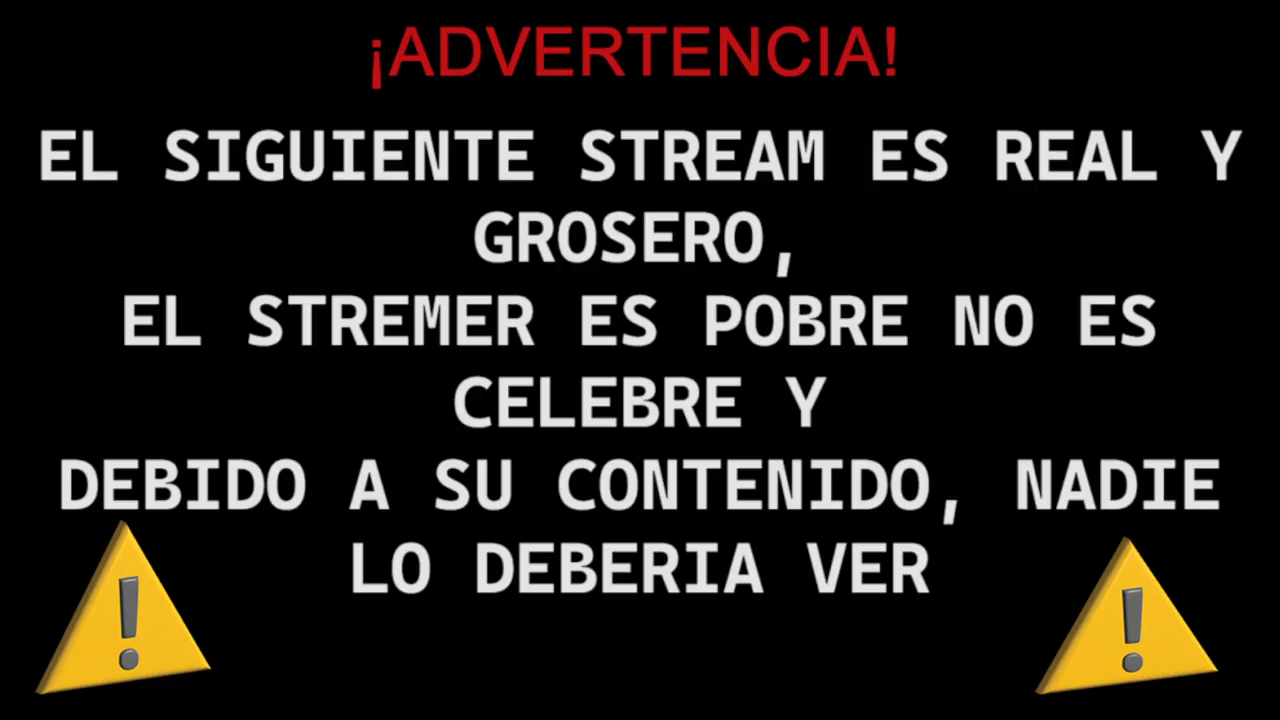 ¡ADVERTENCIA!
EL SIGUIENTE STREAM ES REAL Y
GROSERO,
EL STREMER ES POBRE NO ES
CELEBRE Y
DEBIDO A SU CONTENIDO, NADIE
LO DEBERIA VER